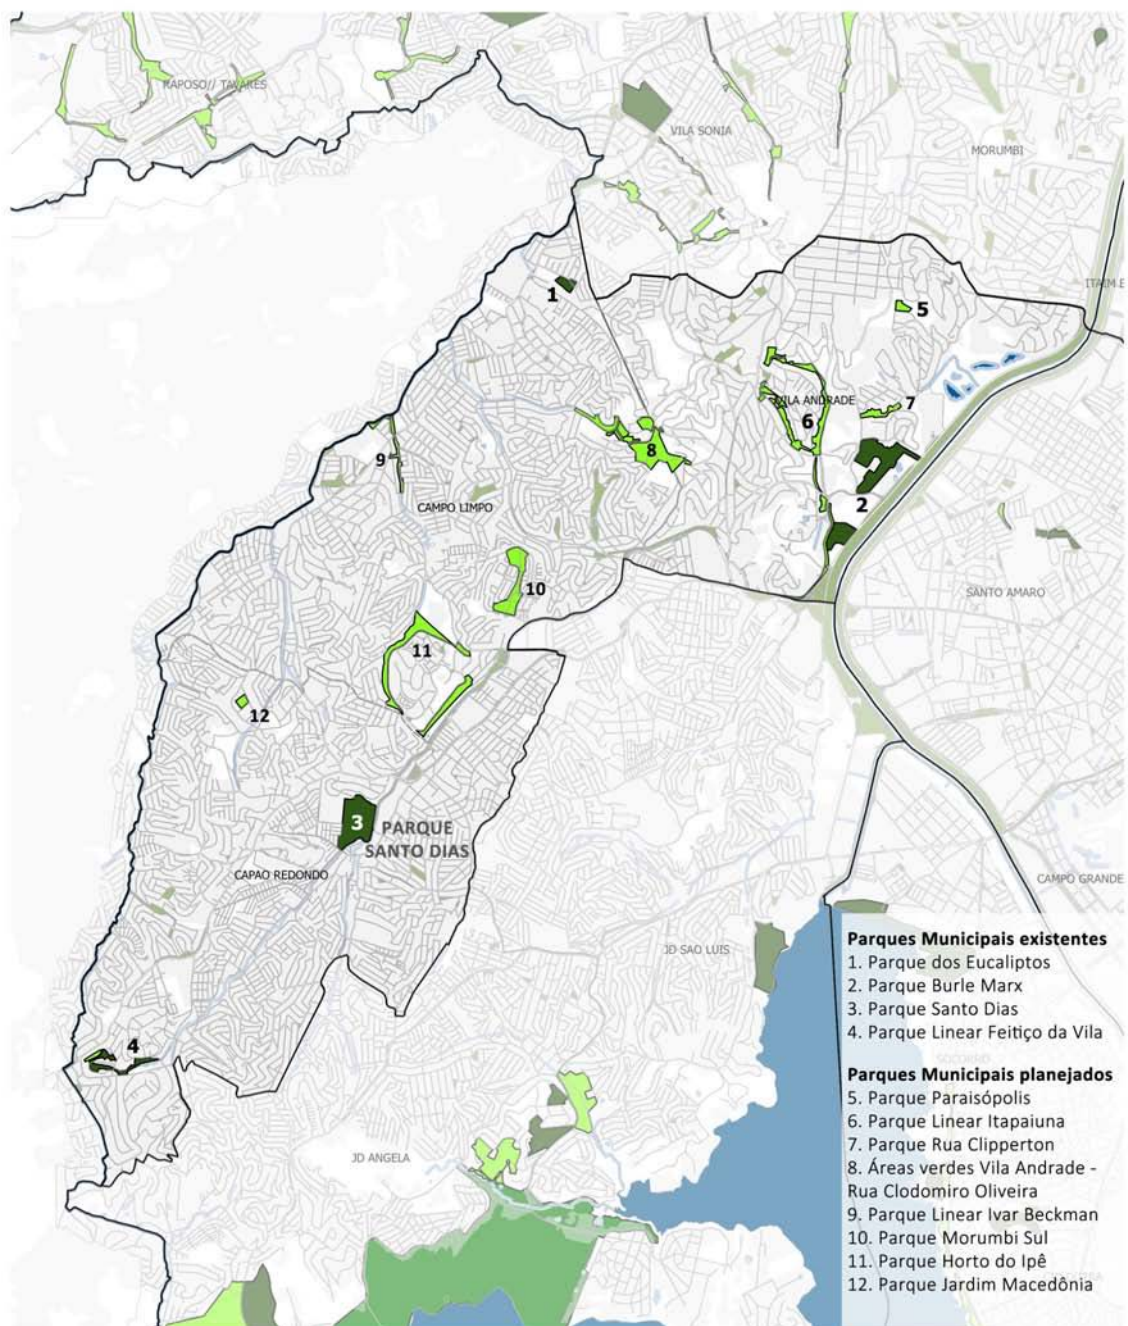 RAPOSO// TAVARES
VILA SONIA
MORUMBI
ITAIM B
1
5
VILA ANDRADE
7
6
8
9
2
CAMPO LIMPO
10
SANTO AMARO
11
12
3
PARQUE
SANTO DIAS
CAPAO REDONDO
CAMPO GRANDE
JD SAO LUIS
4
JD ANGELA
SOCORRO
Parques Municipais existentes
1. Parque dos Eucaliptos
2. Parque Burle Marx
3. Parque Santo Dias
4. Parque Linear Feitiço da Vila
Parques Municipais planejados
5. Parque Paraisópolis
6. Parque Linear Itapaiuna
7. Parque Rua Clipperton
8. Áreas verdes Vila Andrade -
Rua Clodomiro Oliveira
9. Parque Linear Ivar Beckman
10. Parque Morumbi Sul
11. Parque Horto do Ipê
12. Parque Jardim Macedônia